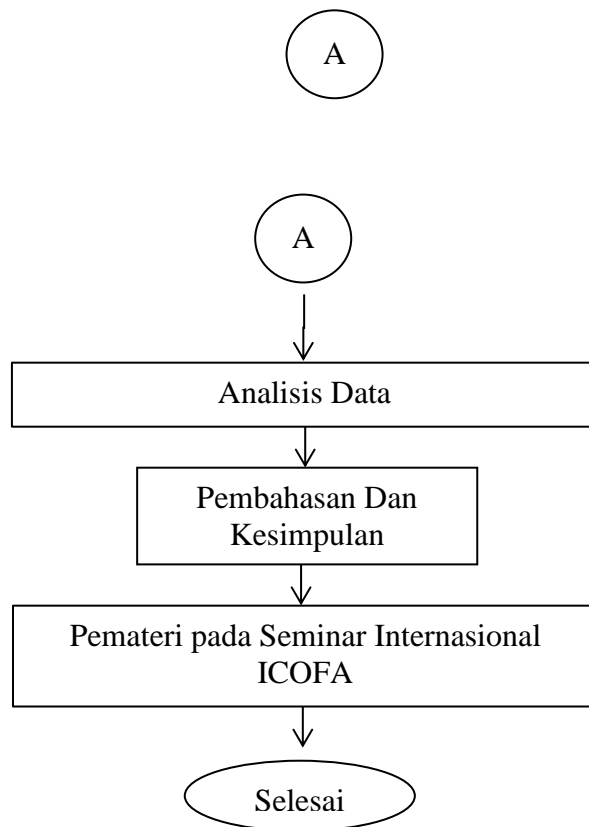 A
A
Analisis Data
Pembahasan Dan
Kesimpulan
Pemateri pada Seminar Internasional
ICOFA
Selesai